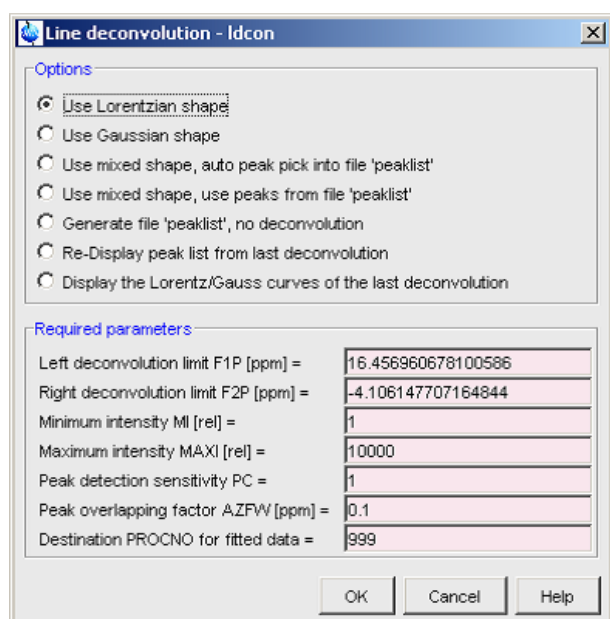 Line deconvolution - ldcon
Options
Use Lorentzian shape
Use Gaussian shape
Use mixed shape, auto peak pick into file 'peaklist'
Use mixed shape, use peaks from file 'peaklist'
Generate file 'peaklist', no deconvolution
Re-Display peak list from last deconvolution
Display the Lorentz/Gauss curves of the last deconvolution
Required parameters
Left deconvolution limit F1P [ppm] = 16.456960678100586
Right deconvolution limit F2P [ppm] = -4.106147707164844
Minimum intensity MI [rel] = 1
Maximum intensity MAXI [rel] = 10000
Peak detection sensitivity PC = 1
Peak overlapping factor AZFW [ppm] = 0.1
Destination PROCNO for fitted data = 999
OK Cancel Help